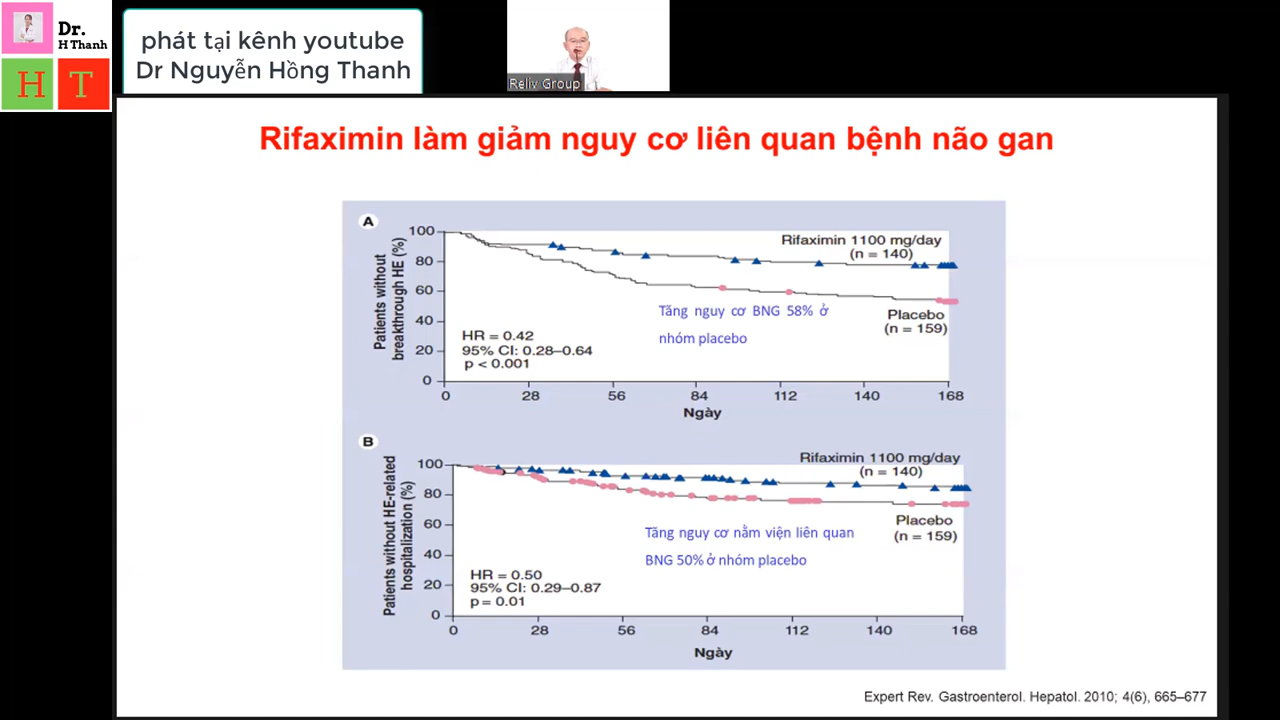 Dr.
H Thanh
H T
phát tại kênh youtube
Dr Nguyễn Hồng Thanh
Reliv Group
Rifaximin làm giảm nguy cơ liên quan bệnh não gan
A
Patients without
breakthrough HE (%)
100
80
60
40
20
0
Rifaximin 1100 mg/day
(n = 140)
Tăng nguy cơ BNG 58% ở
nhóm placebo
Placebo
(n = 159)
HR = 0.42
95% CI: 0.28–0.64
p < 0.001
0 28 56 84 112 140 168
Ngày
B
Patients without HE-related
hospitalization (%)
100
80
60
40
20
0
Rifaximin 1100 mg/day
(n = 140)
Placebo
(n = 159)
Tăng nguy cơ nằm viện liên quan
BNG 50% ở nhóm placebo
HR = 0.50
95% CI: 0.29–0.87
p = 0.01
0 28 56 84 112 140 168
Ngày
Expert Rev. Gastroenterol. Hepatol. 2010; 4(6), 665–677